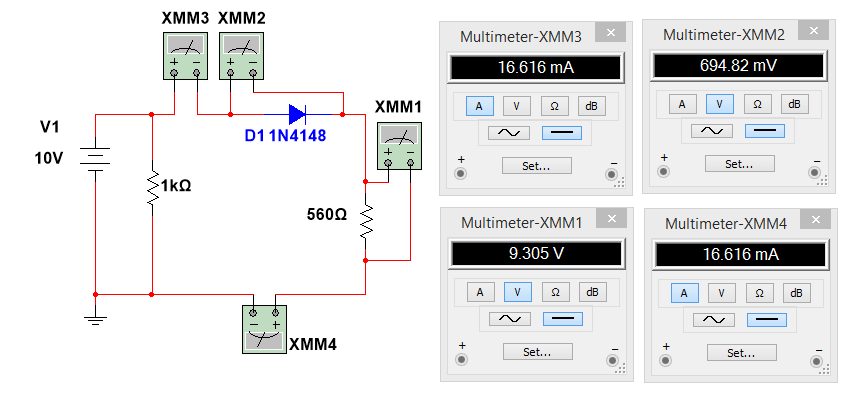 XMM3 XMM2
+ − + −
V1
10V
1kΩ
D1 1N4148
XMM1
+ −
560Ω
− +
XMM4
Multimeter-XMM3 ×
16.616 mA
A V Ω dB
+ Set... −
Multimeter-XMM2 ×
694.82 mV
A V Ω dB
+ Set... −
Multimeter-XMM1 ×
9.305 V
A V Ω dB
+ Set... −
Multimeter-XMM4 ×
16.616 mA
A V Ω dB
+ Set... −